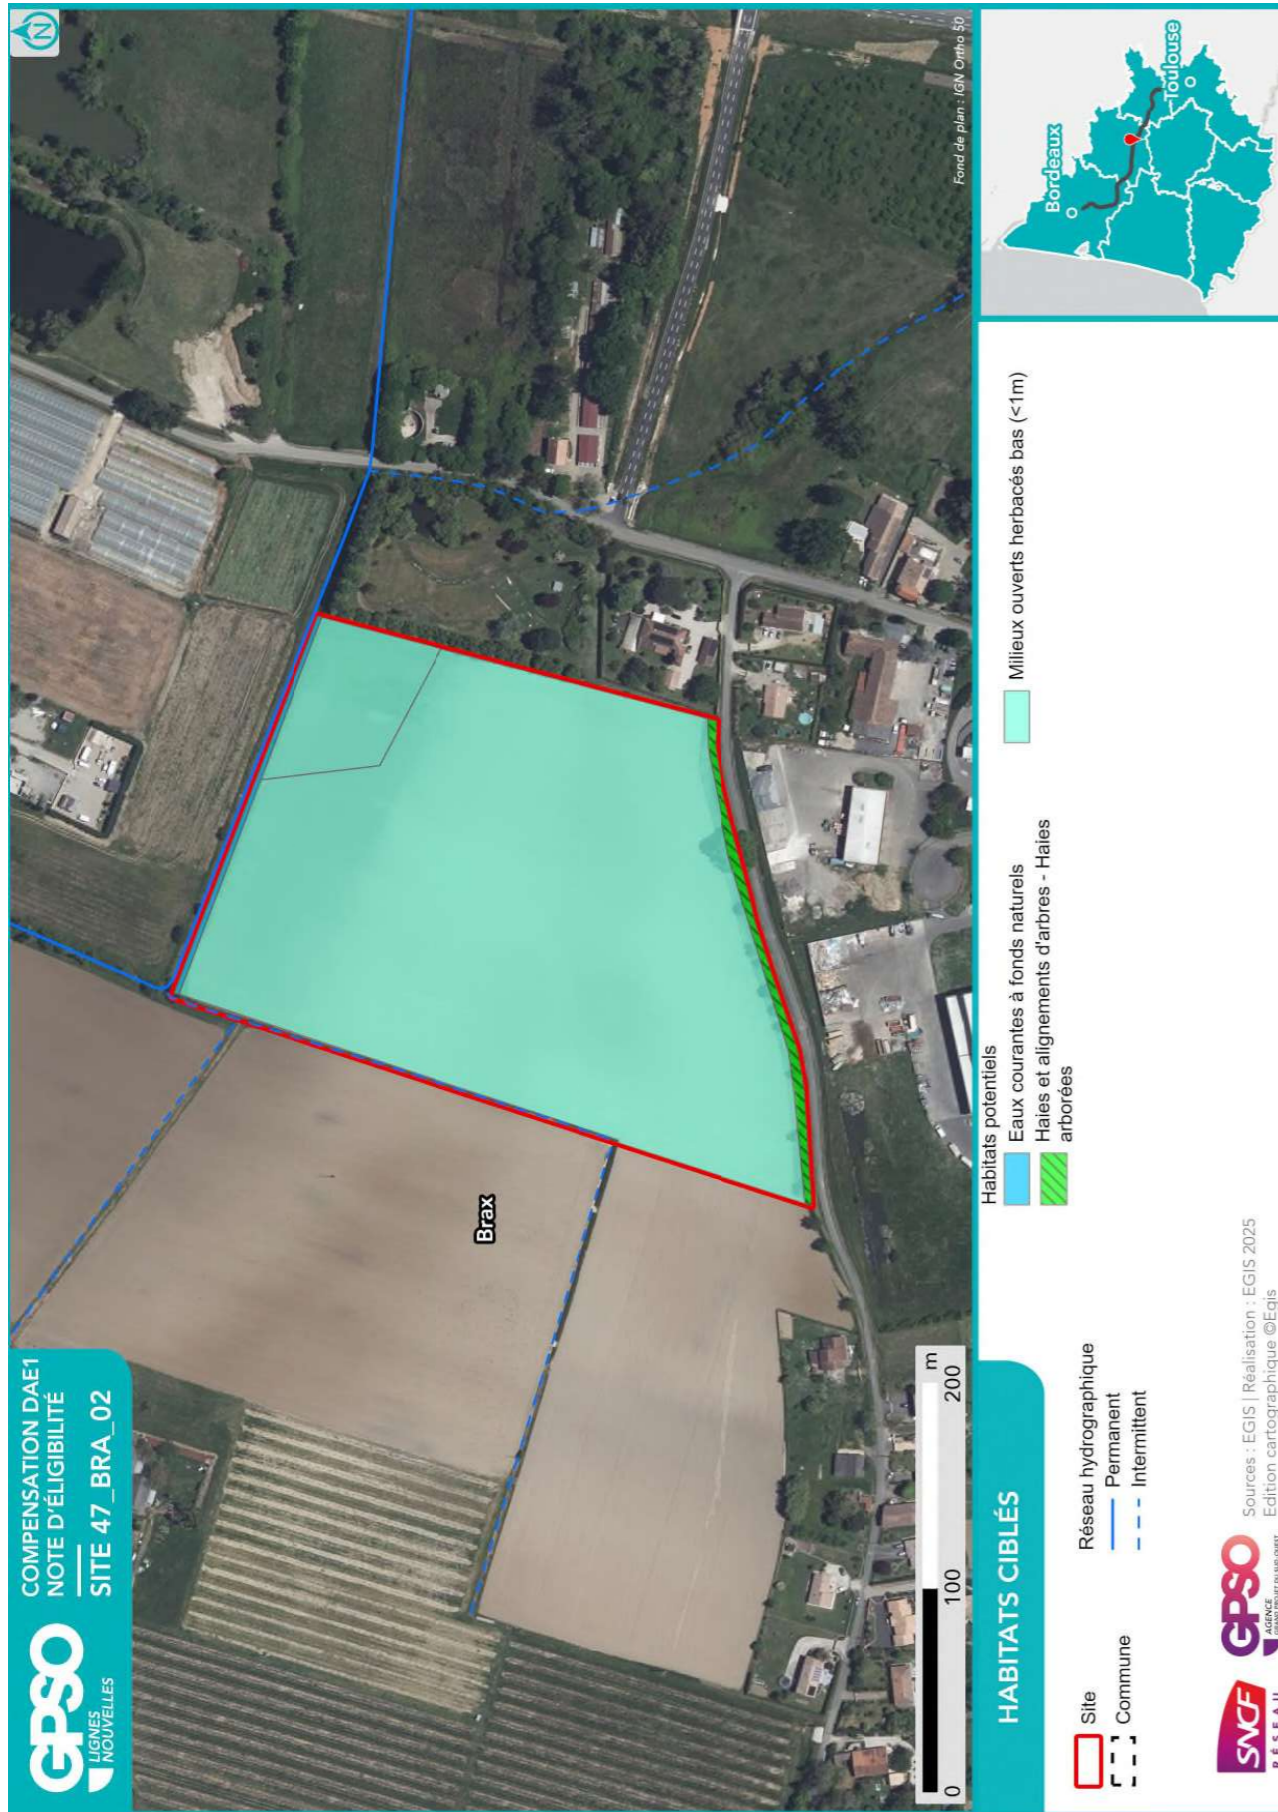 GPSO
LIGNES
NOUVELLES
COMPENSATION DAE1
NOTE D'ÉLIGIBILITÉ
SITE 47_BRA_02
N
Brax
Fond de plan : IGN Ortho 50
0 100 200 m
HABITATS CIBLÉS
Site
Commune
Réseau hydrographique
Permanent
Intermittent
Habitats potentiels
Eaux courantes à fonds naturels
Haies et alignements d'arbres - Haies
arborées
Milieux ouverts herbacés bas (<1m)
Bordeaux
Toulouse
SNCF
RÉSEAU
GPSO
AGENCE
Sources : EGIS | Réalisation : EGIS 2025
Edition cartographique ©Egis